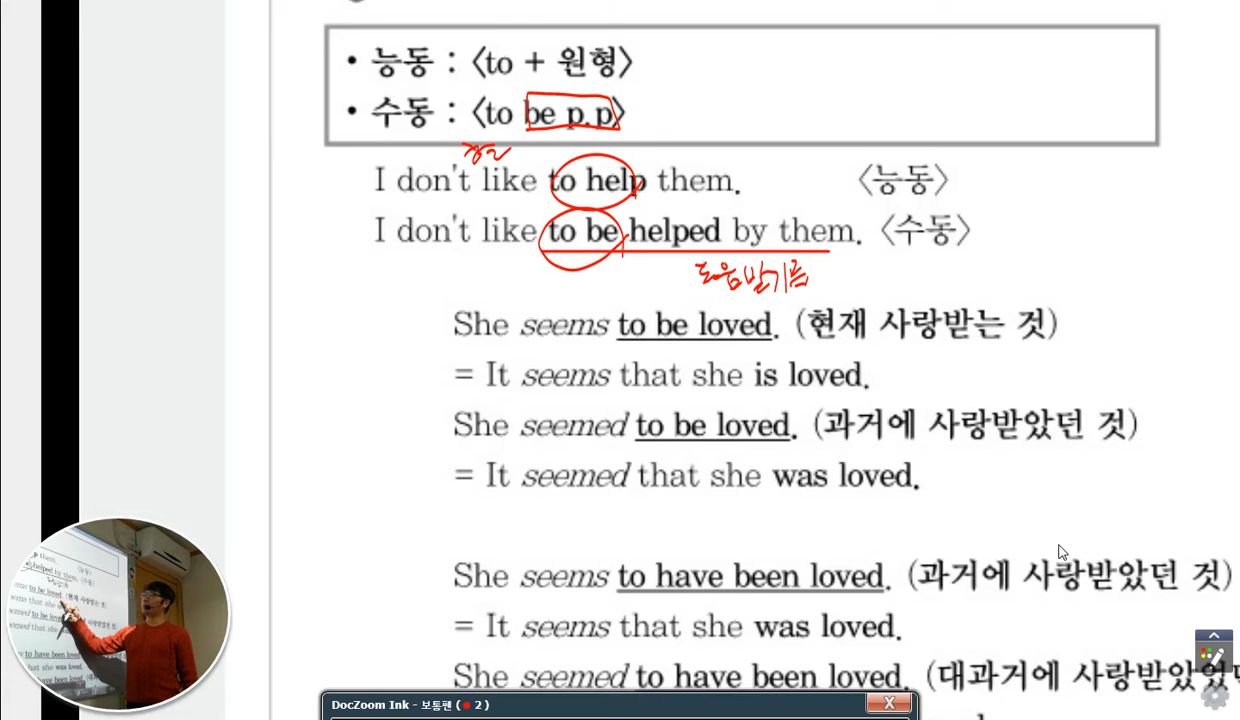 • 능동 : 〈to + 원형〉
• 수동 : 〈to be p.p〉
I don't like to help them. 〈능동〉
I don't like to be helped by them. 〈수동〉
도움받기를
She seems to be loved. (현재 사랑받는 것)
= It seems that she is loved.
She seemed to be loved. (과거에 사랑받았던 것)
= It seemed that she was loved.
She seems to have been loved. (과거에 사랑받았던 것)
= It seems that she was loved.
She seemed to have been loved. (대과거에 사랑받았었던
DocZoom Ink - 보통펜 ( 2 )